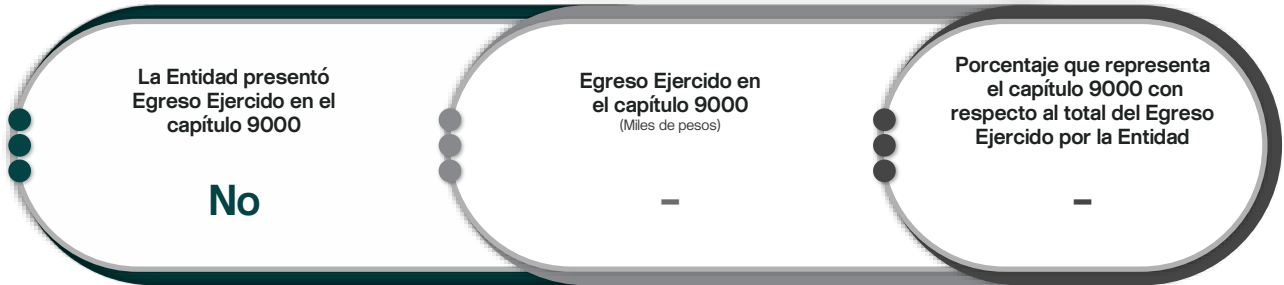 La Entidad presentó
Egreso Ejercido en el
capítulo 9000
No
Egreso Ejercido en
el capítulo 9000
(Miles de pesos)
–
Porcentaje que representa
el capítulo 9000 con
respecto al total del Egreso
Ejercido por la Entidad
–